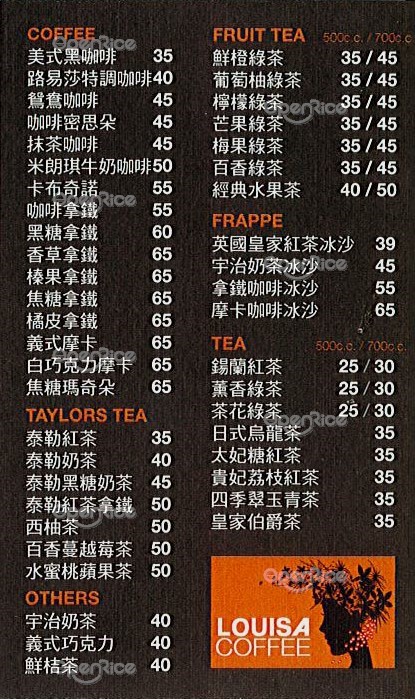 COFFEE
美式黑咖啡 35
路易莎特調咖啡 40
鴛鴦咖啡 45
咖啡密思朵 45
抹茶咖啡 45
米朗琪牛奶咖啡 50
卡布奇諾 55
咖啡拿鐵 55
黑糖拿鐵 60
香草拿鐵 65
榛果拿鐵 65
焦糖拿鐵 65
橘皮拿鐵 65
義式摩卡 65
白巧克力摩卡 65
焦糖瑪奇朵 65
TAYLORS TEA
泰勒紅茶 35
泰勒奶茶 40
泰勒黑糖奶茶 45
泰勒紅茶拿鐵 50
西柚茶 50
百香蔓越莓茶 50
水蜜桃蘋果茶 50
OTHERS
宇治奶茶 40
義式巧克力 40
鮮桔茶 40
FRUIT TEA 500c.c. / 700c.c
鮮橙綠茶 35 / 45
葡萄柚綠茶 35 / 45
檸檬綠茶 35 / 45
芒果綠茶 35 / 45
梅果綠茶 35 / 45
百香綠茶 35 / 45
經典水果茶 40 / 50
FRAPPE
英國皇家紅茶冰沙 39
宇治奶茶冰沙 45
拿鐵咖啡冰沙 55
摩卡咖啡冰沙 65
TEA 500c.c. / 700c.c.
錫蘭紅茶 25 / 30
薰香綠茶 25 / 30
茶花綠茶 25 / 30
日式烏龍茶 35
太妃糖紅茶 35
貴妃荔枝紅茶 35
四季翠玉青茶 35
皇家伯爵茶 35
OpenRice
LOUISA
COFFEE